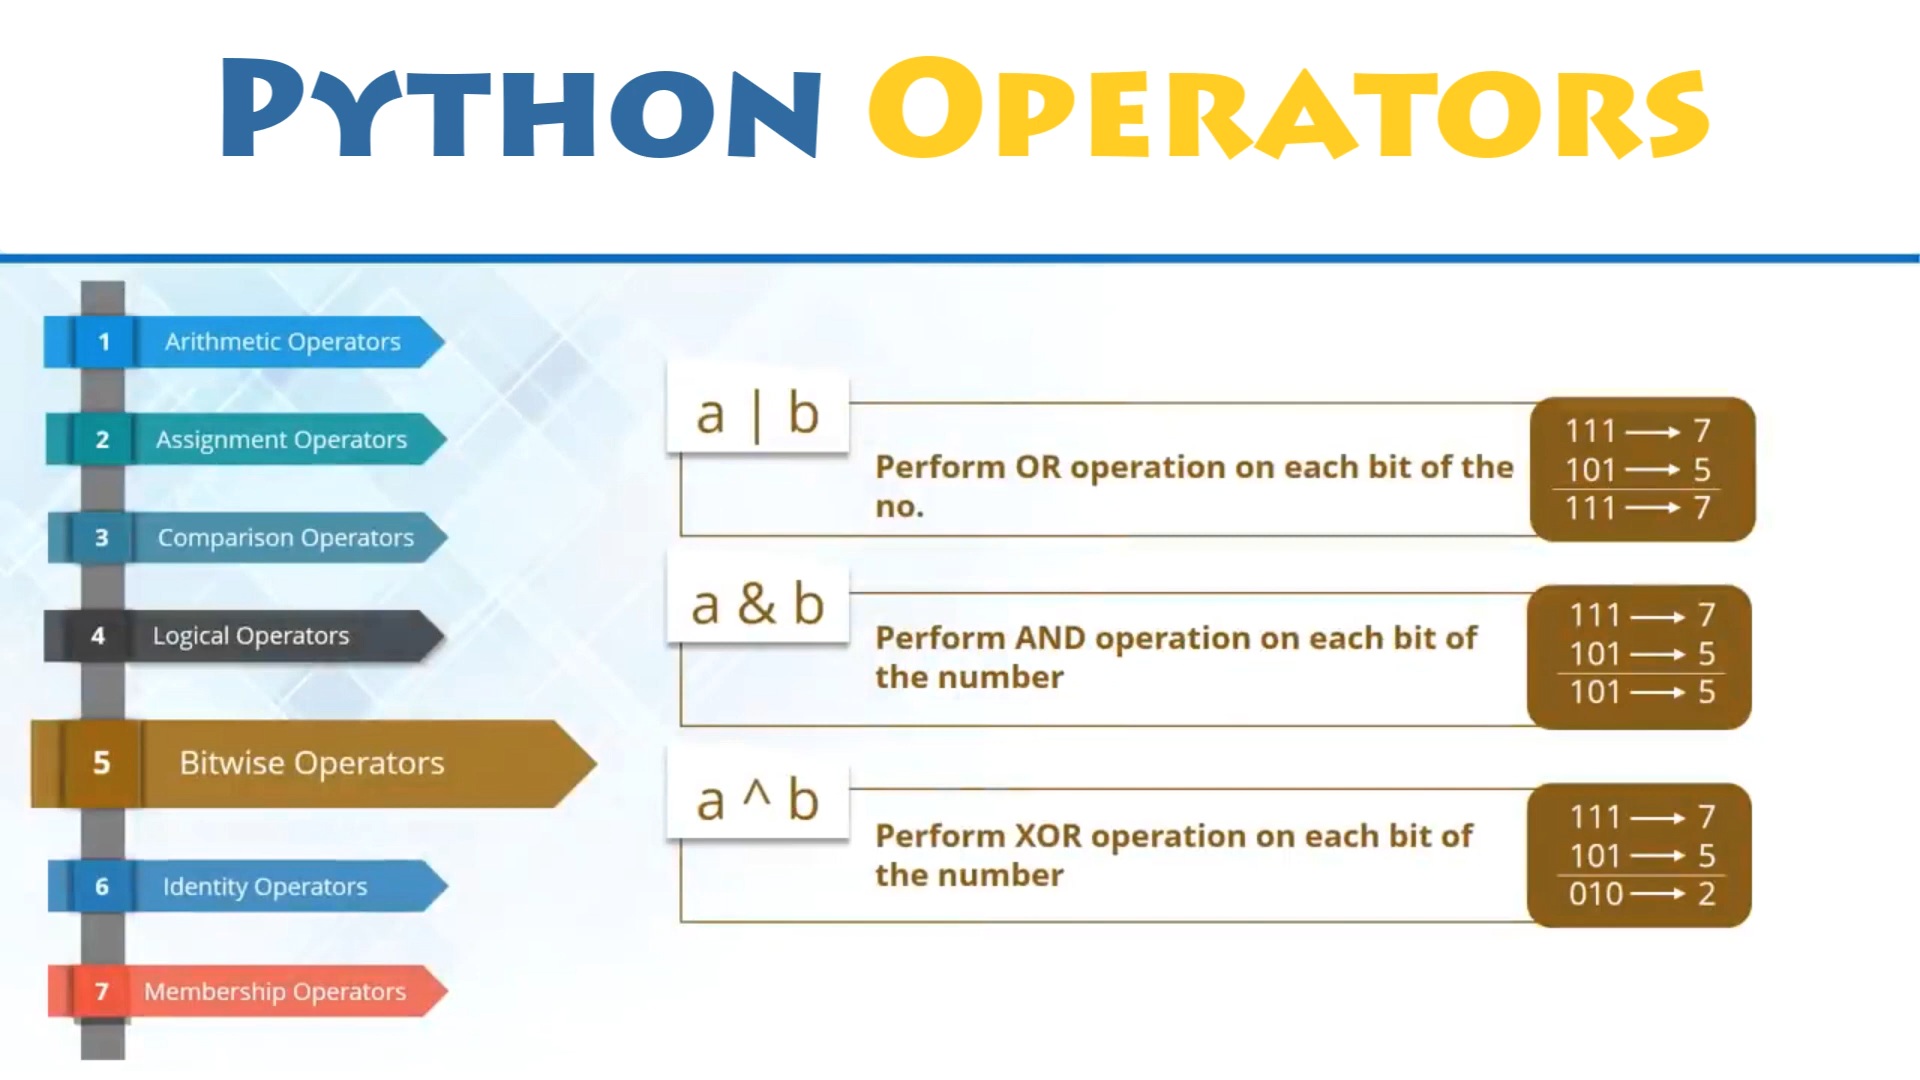 PYTHON OPERATORS
1 Arithmetic Operators
2 Assignment Operators
3 Comparison Operators
4 Logical Operators
5 Bitwise Operators
6 Identity Operators
7 Membership Operators
a | b
Perform OR operation on each bit of the
no.
111 → 7
101 → 5
111 → 7
a & b
Perform AND operation on each bit of
the number
111 → 7
101 → 5
101 → 5
a ^ b
Perform XOR operation on each bit of
the number
111 → 7
101 → 5
010 → 2